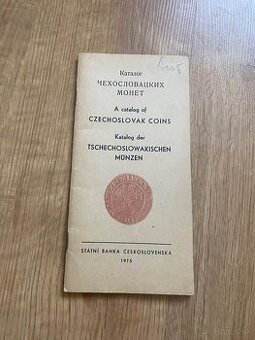 Каталог
ЧЕХОСЛОВАЦКИХ
МОНЕТ
A catalog of
CZECHOSLOVAK COINS
Katalog der
TSCHECHOSLOWAKISCHEN
MÜNZEN
STÁTNÍ BANKA ČESKOSLOVENSKÁ
1975